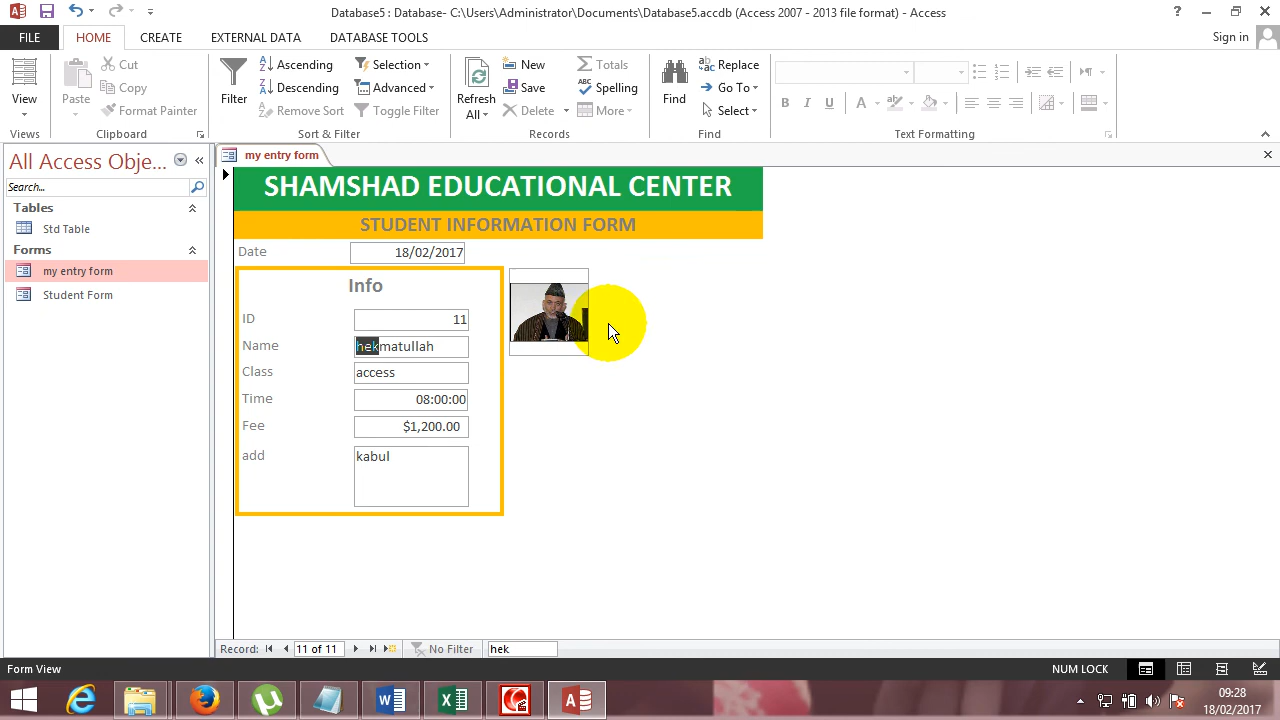 Database5 : Database- C:\Users\Administrator\Documents\Database5.accdb (Access 2007 - 2013 file format) - Access
FILE HOME CREATE EXTERNAL DATA DATABASE TOOLS Sign in
View
Views
Paste
Cut
Copy
Format Painter
Clipboard
Filter
Ascending
Descending
Remove Sort
Selection
Advanced
Toggle Filter
Sort & Filter
Refresh All
New
Save
Delete
Totals
Spelling
More
Records
Find
Replace
Go To
Select
Find
B I U A
Text Formatting
All Access Obje...
Search...
Tables
Std Table
Forms
my entry form
Student Form
my entry form
SHAMSHAD EDUCATIONAL CENTER
STUDENT INFORMATION FORM
Date 18/02/2017
Info
ID 11
Name hekmatullah
Class access
Time 08:00:00
Fee $1,200.00
add kabul
Record: 11 of 11 No Filter hek
Form View NUM LOCK
09:28
18/02/2017